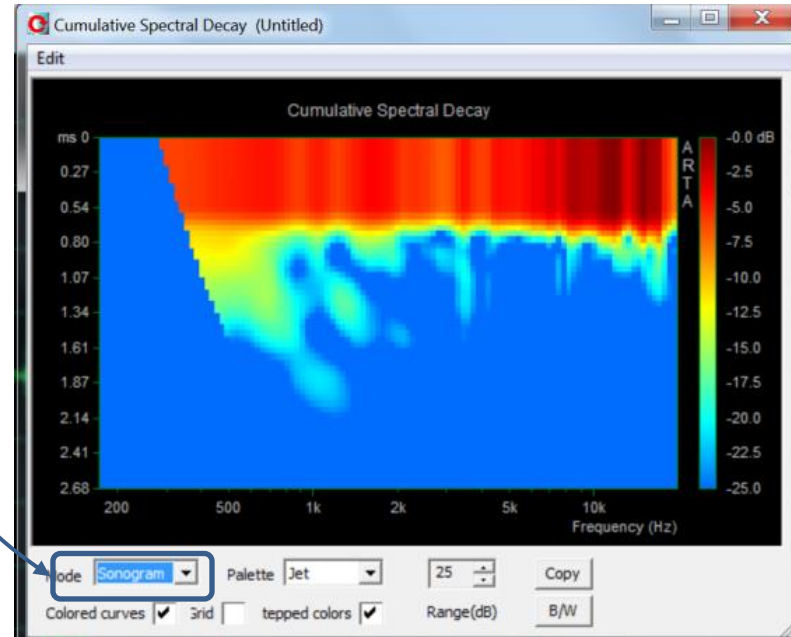 Cumulative Spectral Decay (Untitled)
Edit
Cumulative Spectral Decay
ms 0
0.27
0.54
0.80
1.07
1.34
1.61
1.87
2.14
2.41
2.68
200 500 1k 2k 5k 10k
Frequency (Hz)
ARTA
-0.0 dB
-2.5
-5.0
-7.5
-10.0
-12.5
-15.0
-17.5
-20.0
-22.5
-25.0
Mode Sonogram Palette Jet 25 Copy
Colored curves Grid tepped colors Range(dB) B/W